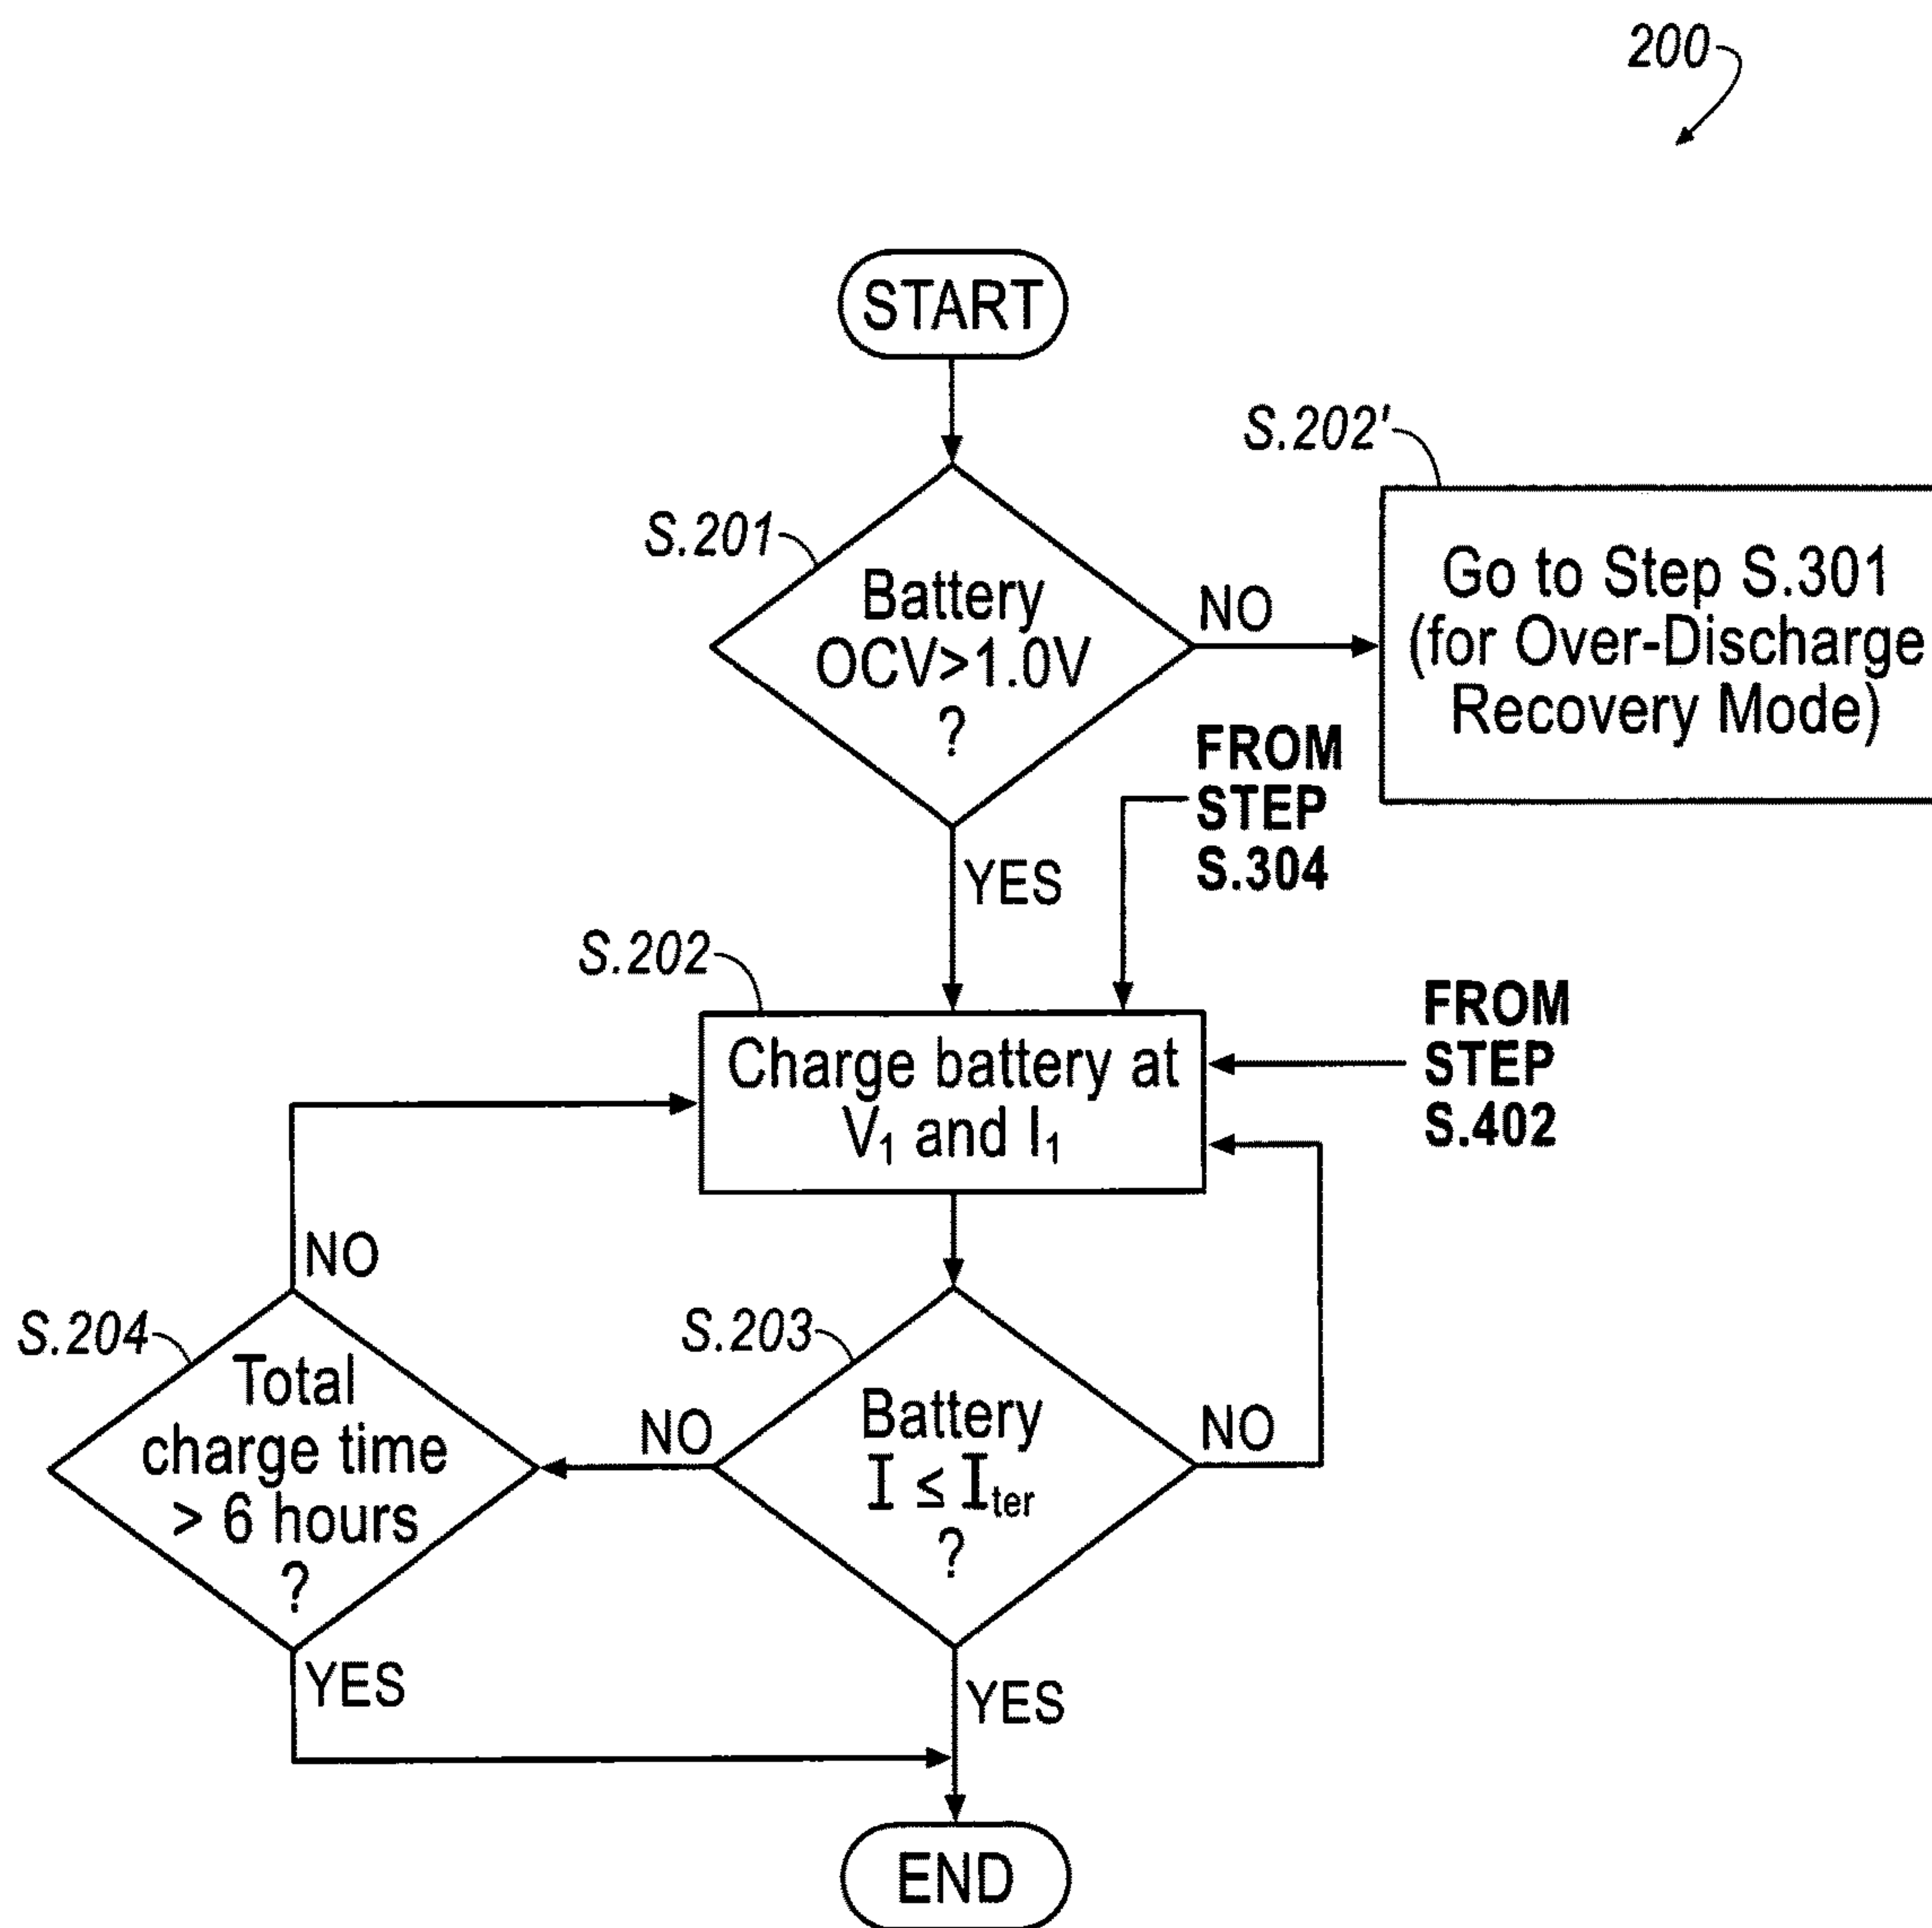 200
START
S.202'
S.201
Battery
OCV>1.0V
?
NO
Go to Step S.301
(for Over-Discharge
Recovery Mode)
YES
FROM
STEP
S.304
S.202
Charge battery at
V₁ and I₁
FROM
STEP
S.402
NO
S.204
Total
charge time
> 6 hours
?
YES
NO
S.203
Battery
I ≤ Iter
?
NO
YES
END